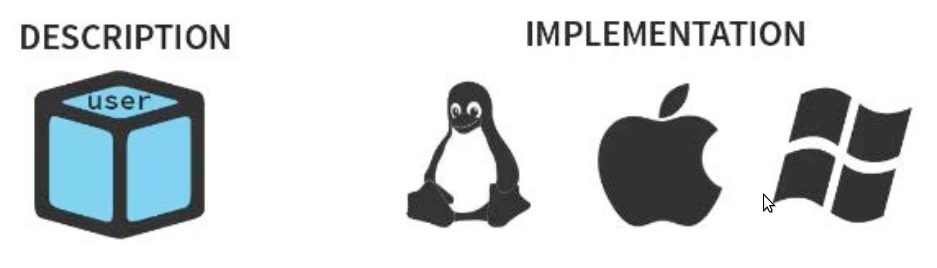 DESCRIPTION
IMPLEMENTATION
user